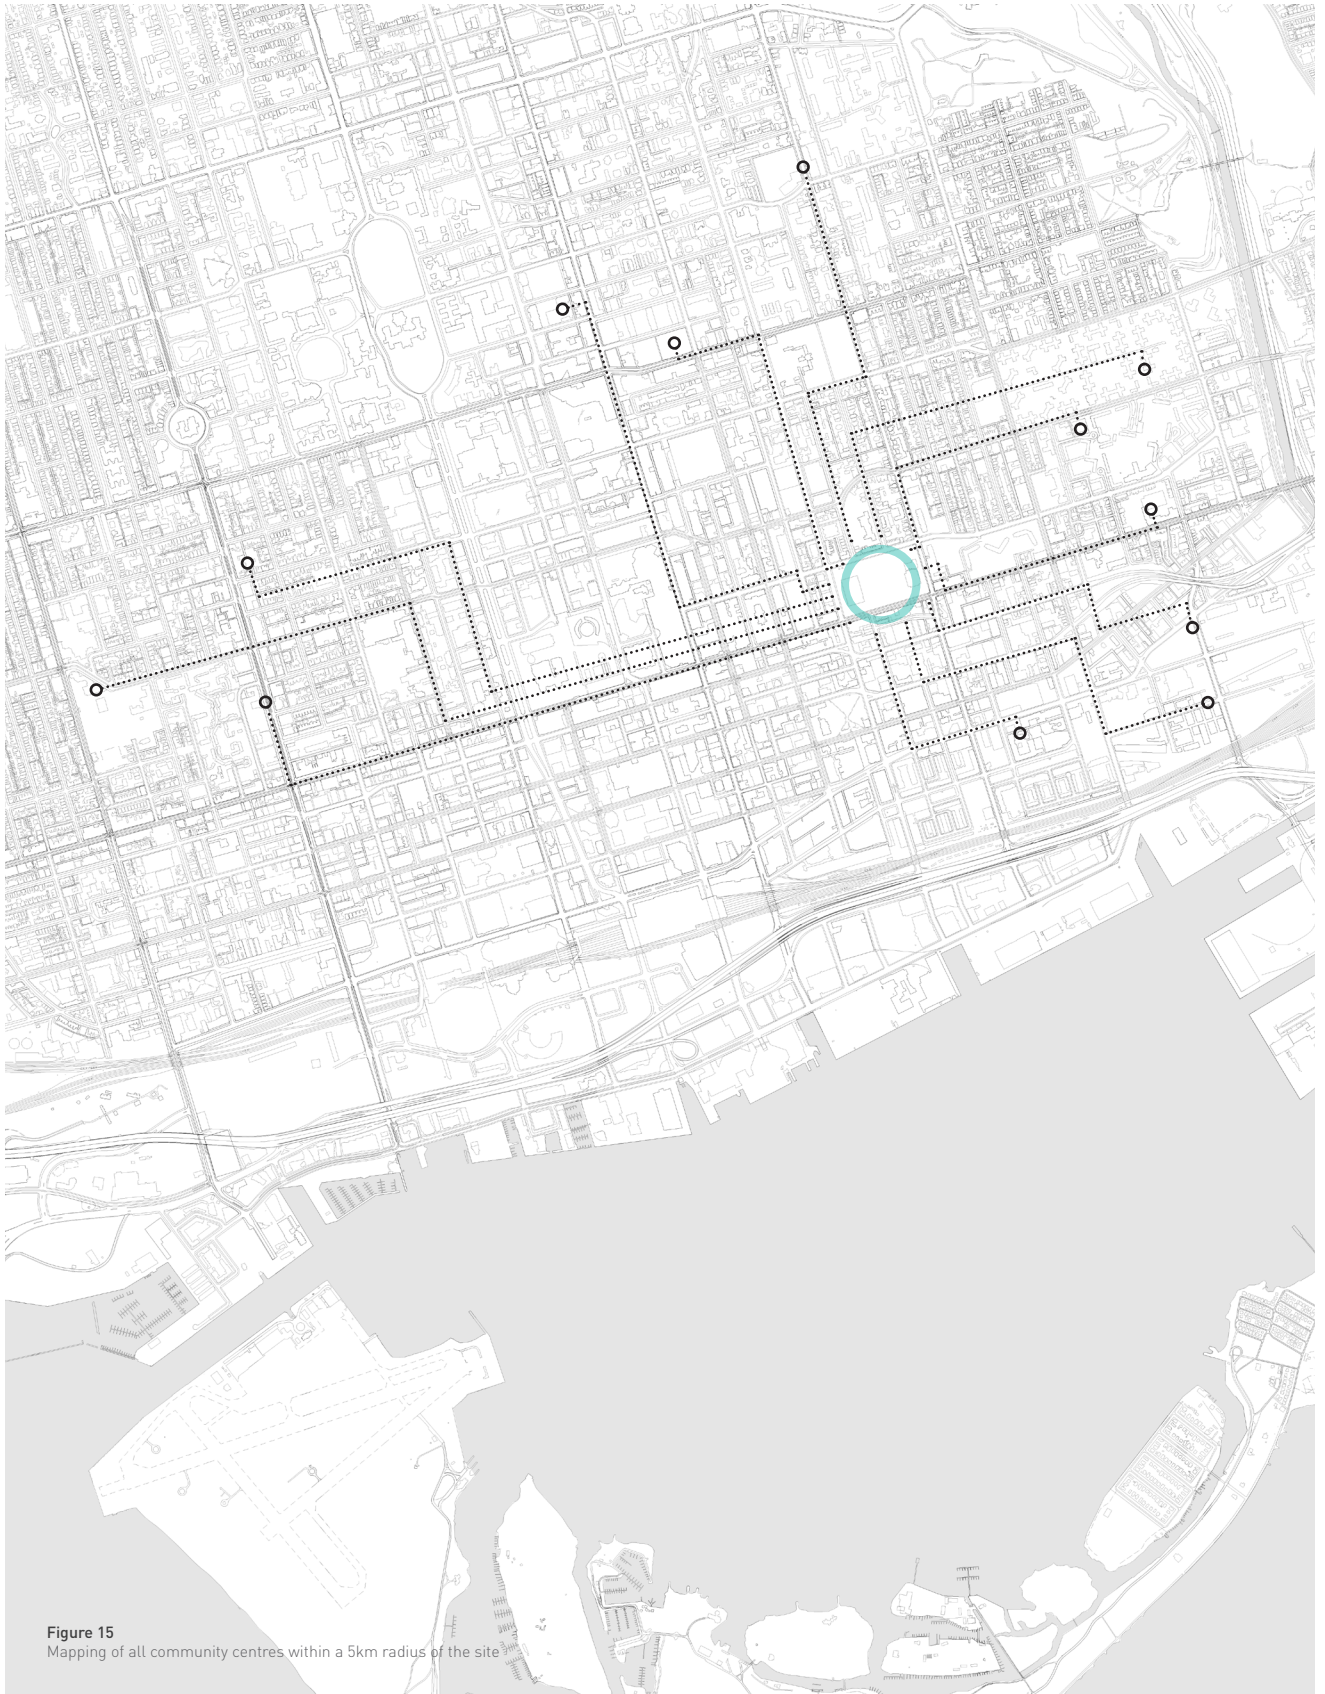 Figure 15
Mapping of all community centres within a 5km radius of the site